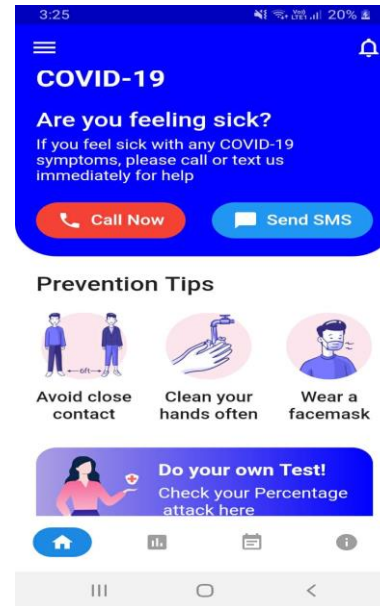 3:25
20%
COVID-19
Are you feeling sick?
If you feel sick with any COVID-19
symptoms, please call or text us
immediately for help
Call Now
Send SMS
Prevention Tips
6ft
Avoid close
contact
Clean your
hands often
Wear a
facemask
Do your own Test!
Check your Percentage
attack here